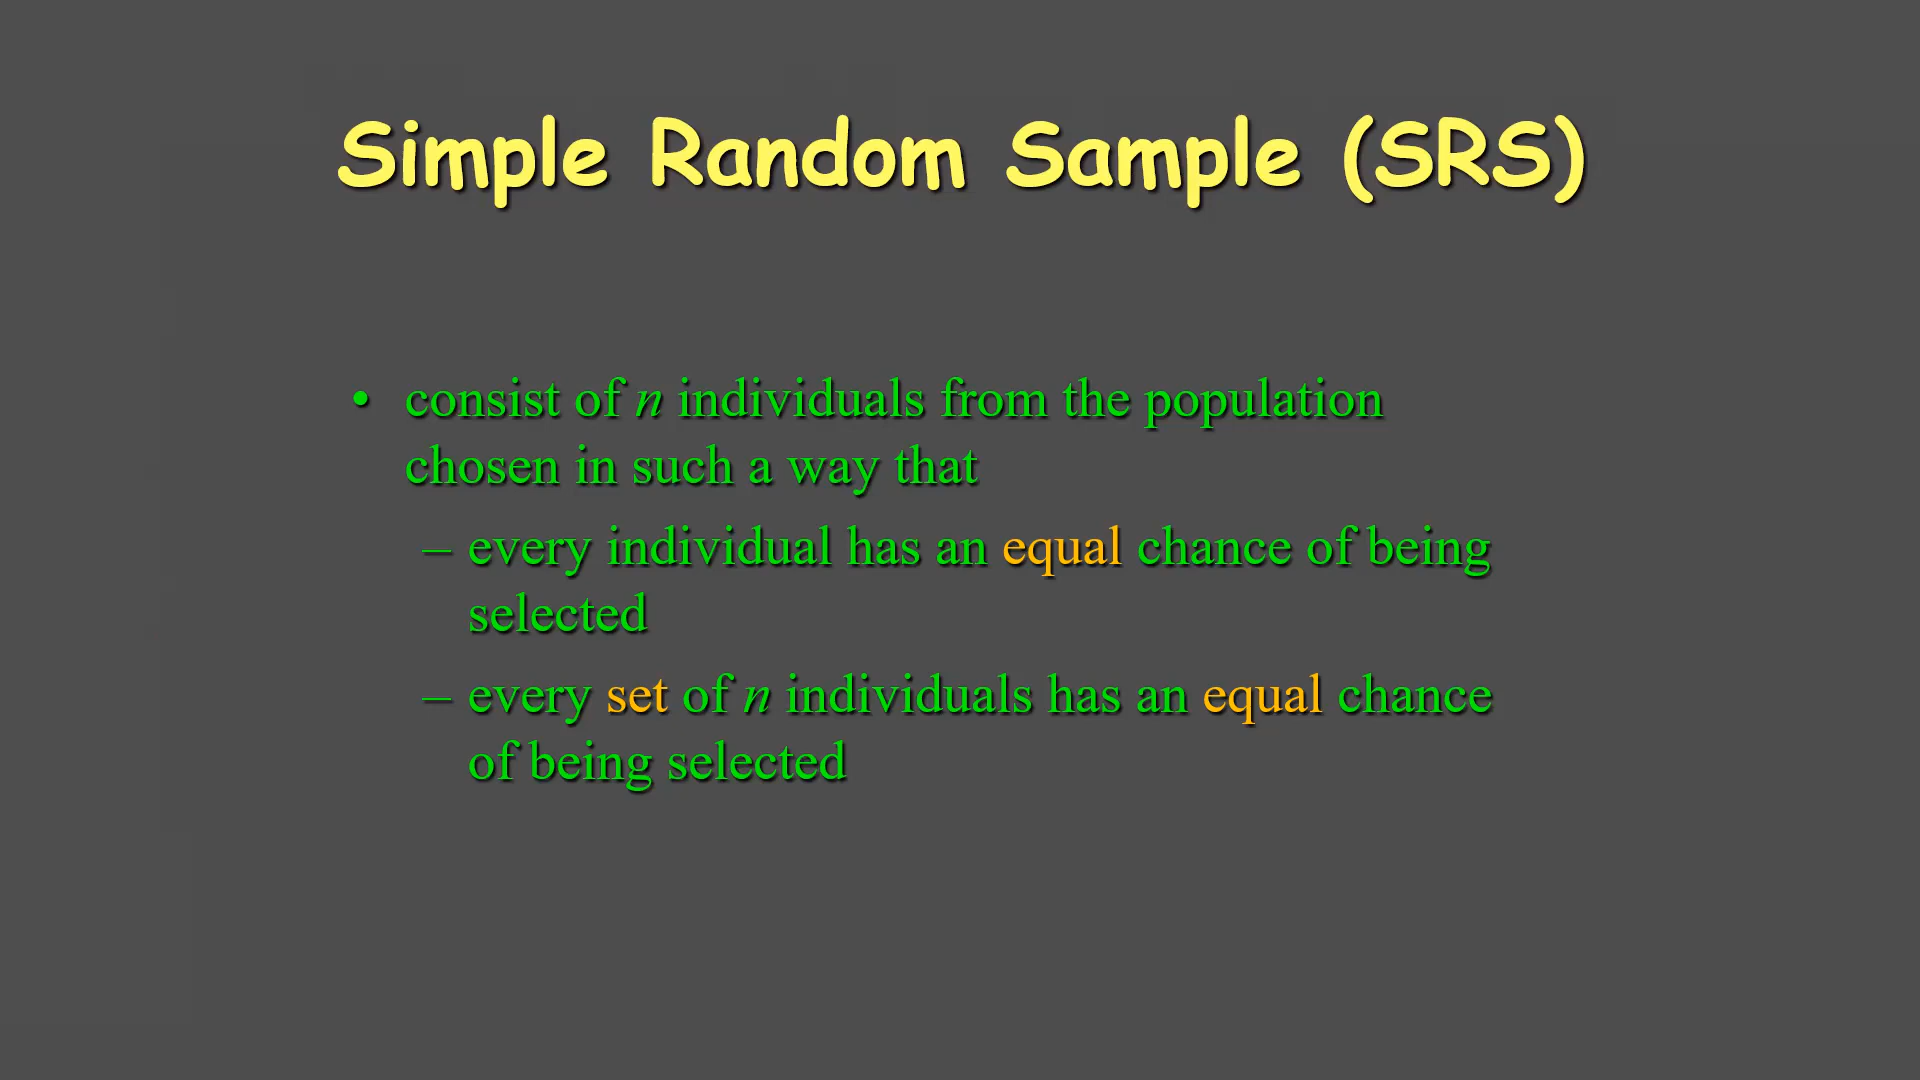 Simple Random Sample (SRS)
• consist of n individuals from the population
chosen in such a way that
– every individual has an equal chance of being
selected
– every set of n individuals has an equal chance
of being selected